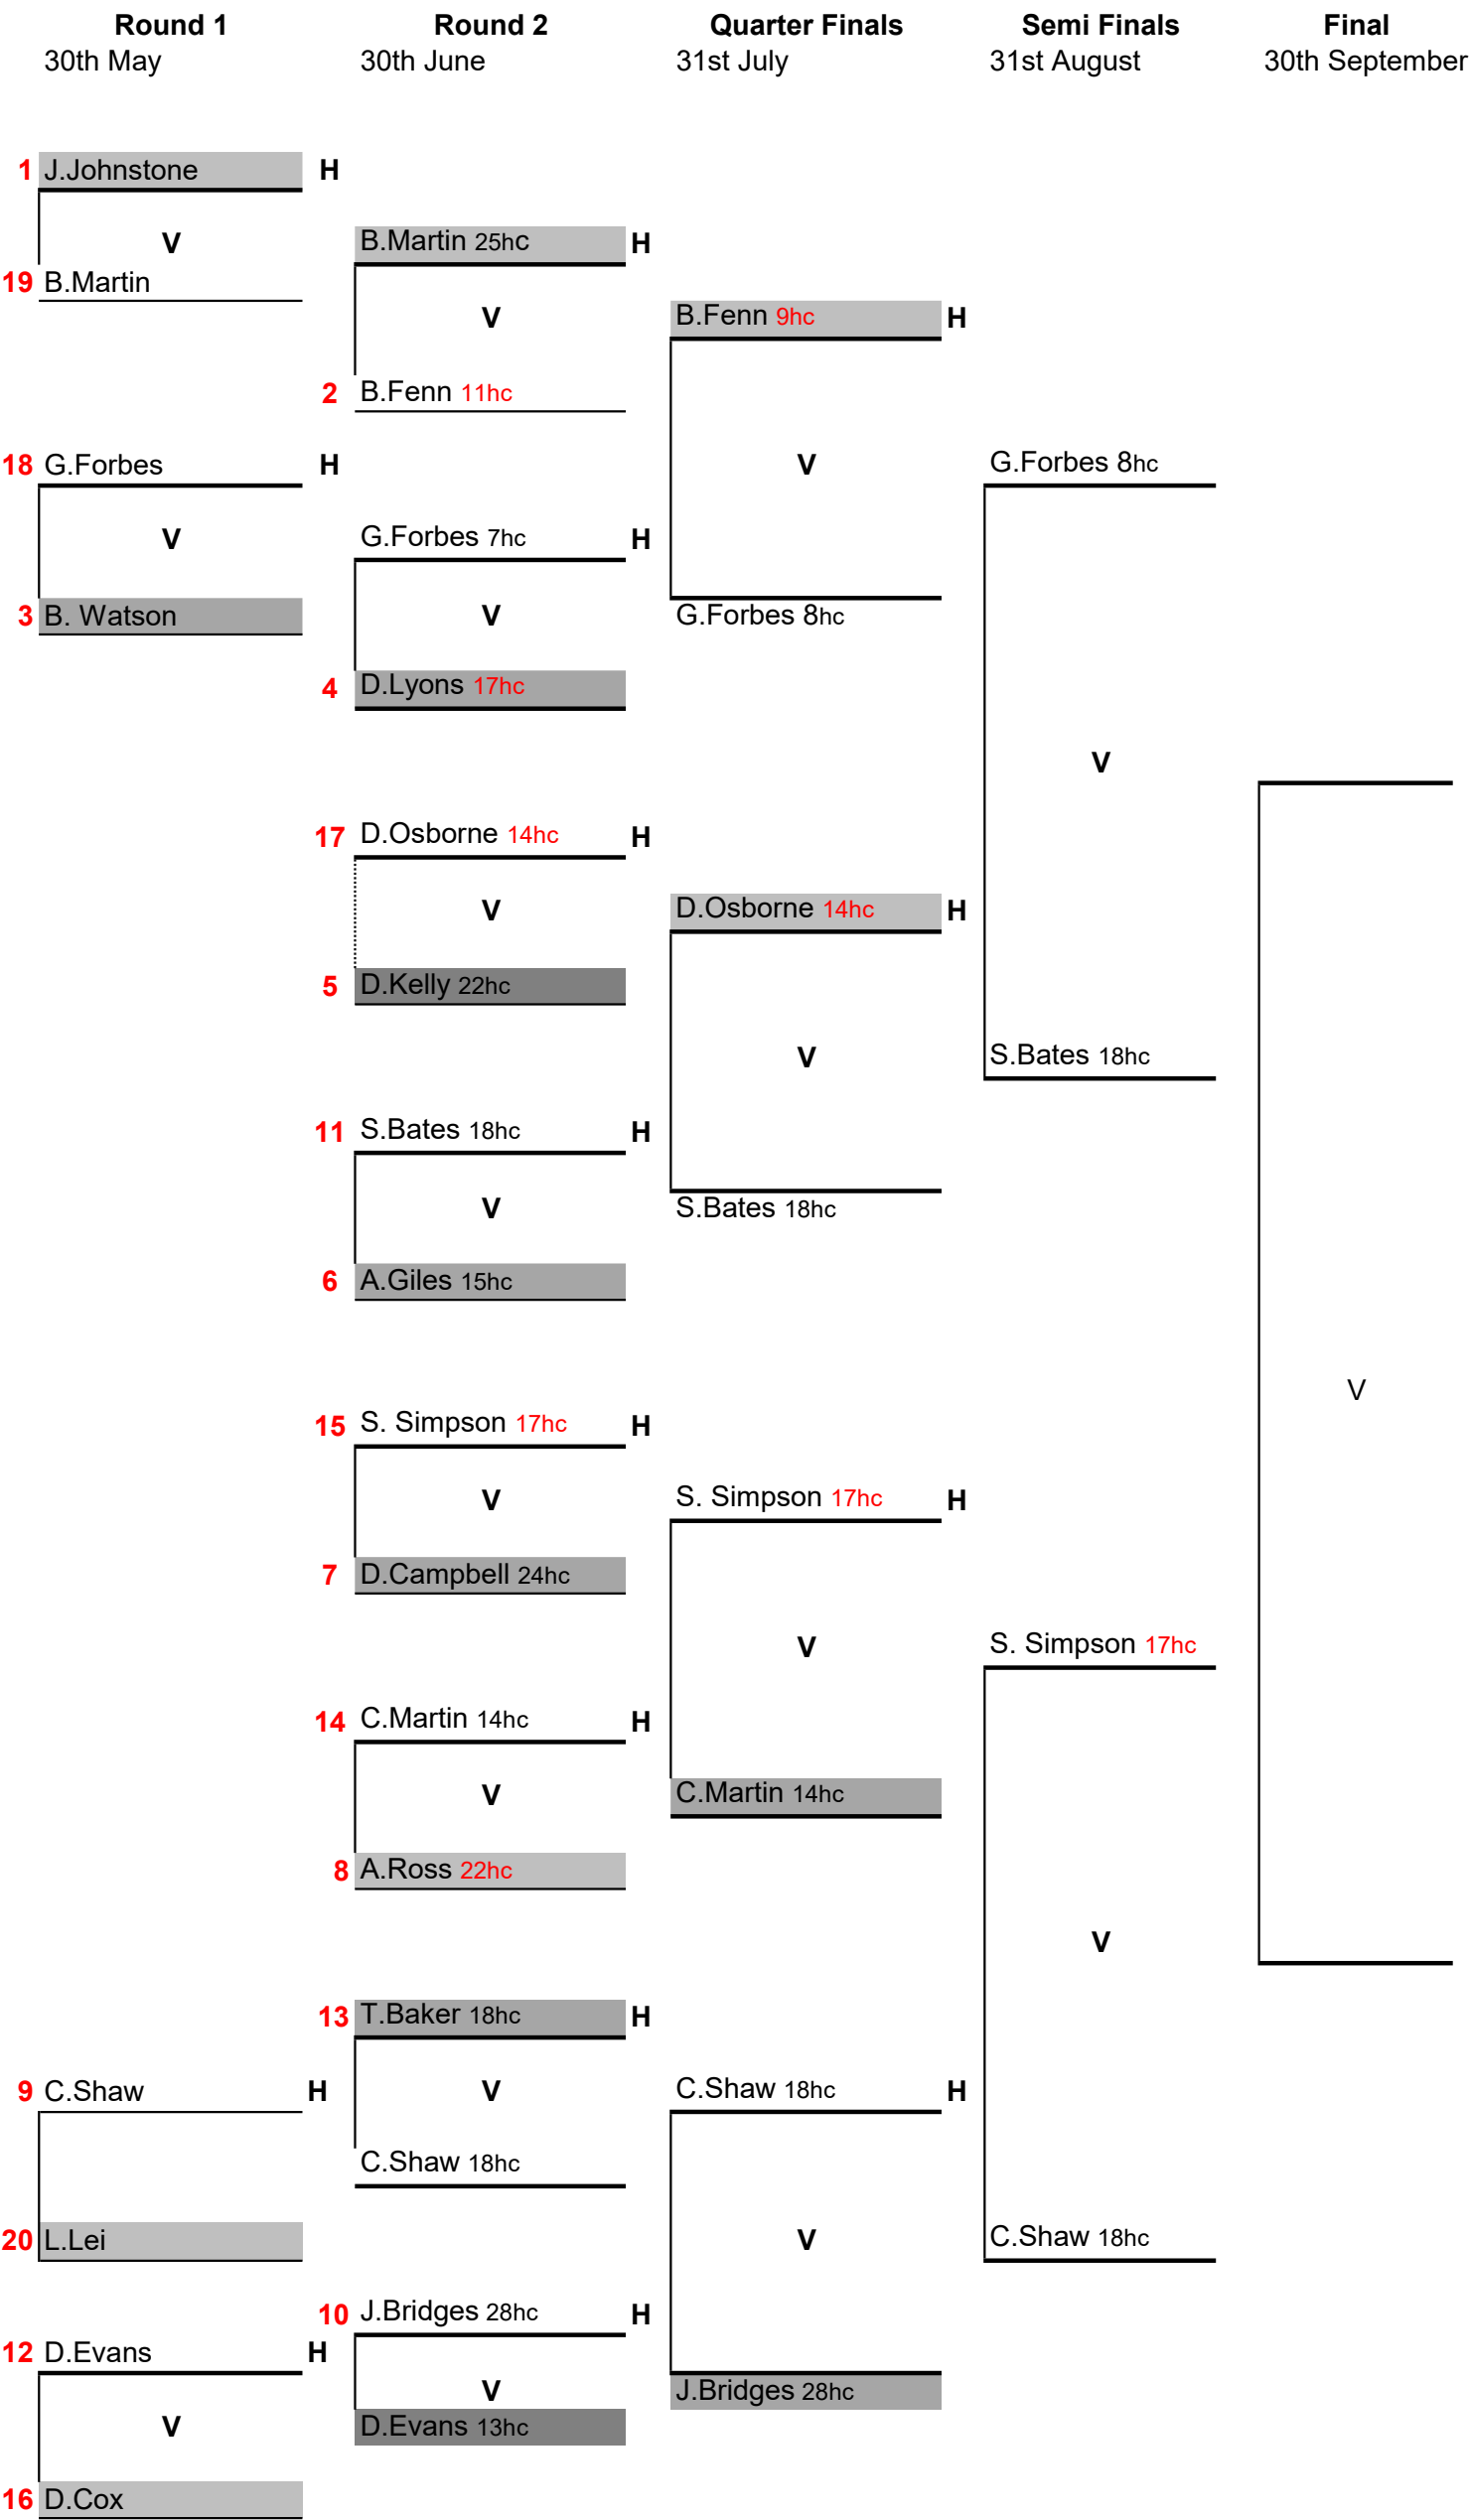 Round 1 Round 2 Quarter Finals Semi Finals Final
30th May 30th June 31st July 31st August 30th September
1 J.Johnstone H
V B.Martin 25hc H
19 B.Martin
V B.Fenn 9hc H
2 B.Fenn 11hc
18 G.Forbes H V G.Forbes 8hc
V G.Forbes 7hc H
3 B. Watson V G.Forbes 8hc
4 D.Lyons 17hc
V
17 D.Osborne 14hc H
V D.Osborne 14hc H
5 D.Kelly 22hc
V S.Bates 18hc
11 S.Bates 18hc H
V S.Bates 18hc
6 A.Giles 15hc
V
15 S. Simpson 17hc H
V S. Simpson 17hc H
7 D.Campbell 24hc
V S. Simpson 17hc
14 C.Martin 14hc H
V C.Martin 14hc
8 A.Ross 22hc
V
13 T.Baker 18hc H
9 C.Shaw H V C.Shaw 18hc H
C.Shaw 18hc
20 L.Lei V C.Shaw 18hc
10 J.Bridges 28hc H
12 D.Evans H
V J.Bridges 28hc
V D.Evans 13hc
16 D.Cox